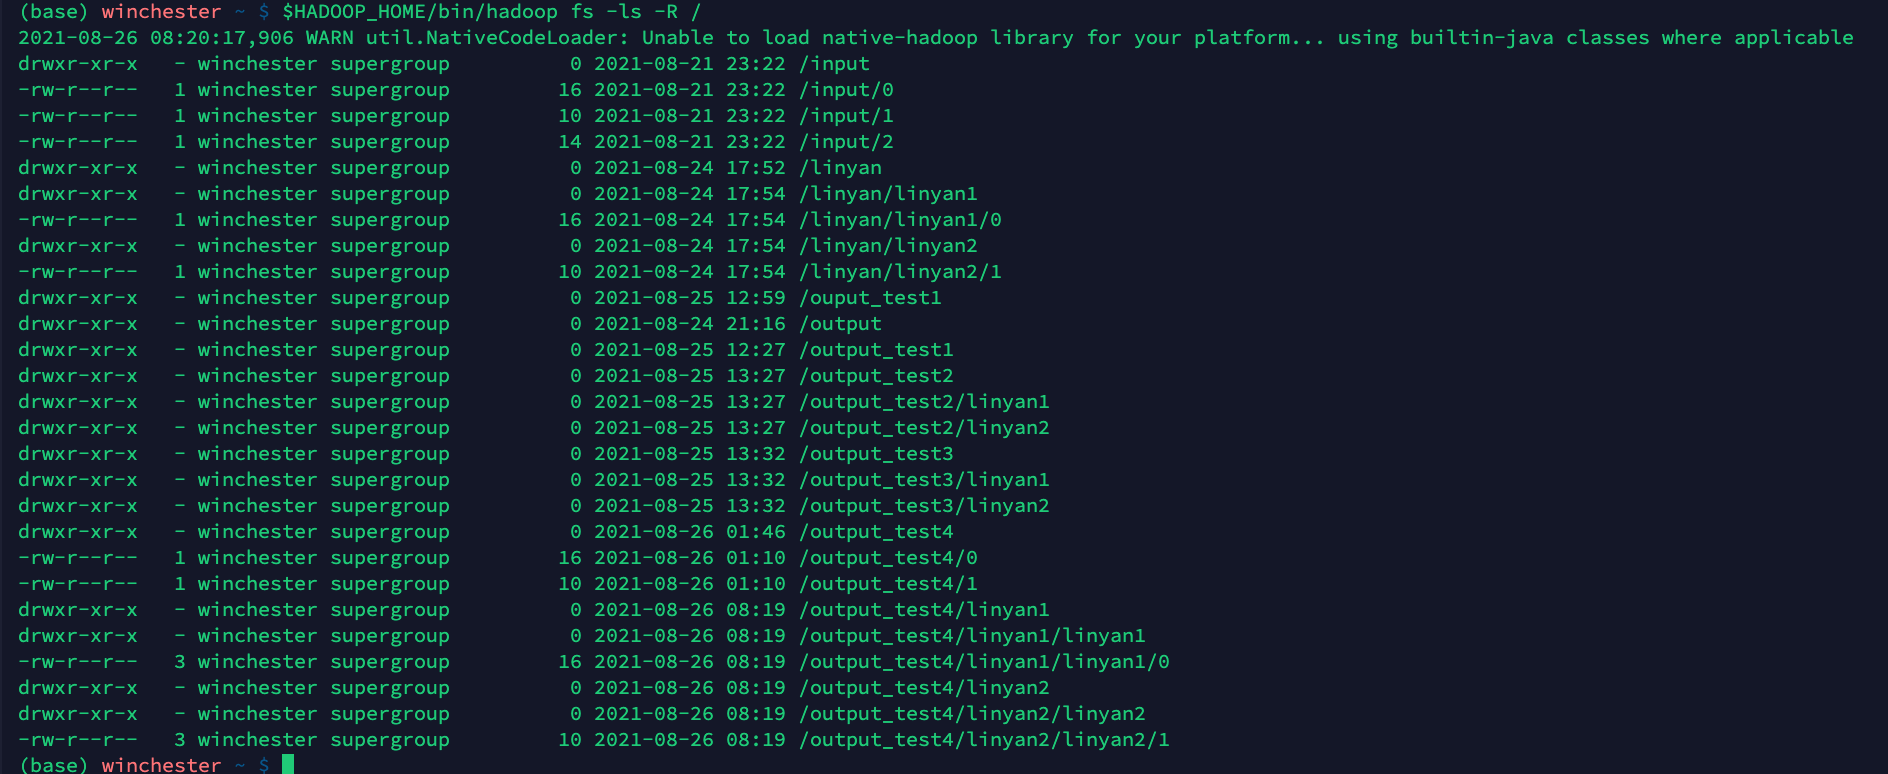 (base) winchester ~ $ $HADOOP_HOME/bin/hadoop fs -ls -R /
2021-08-26 08:20:17,906 WARN util.NativeCodeLoader: Unable to load native-hadoop library for your platform... using builtin-java classes where applicable
drwxr-xr-x   - winchester supergroup          0 2021-08-21 23:22 /input
-rw-r--r--   1 winchester supergroup         16 2021-08-21 23:22 /input/0
-rw-r--r--   1 winchester supergroup         10 2021-08-21 23:22 /input/1
-rw-r--r--   1 winchester supergroup         14 2021-08-21 23:22 /input/2
drwxr-xr-x   - winchester supergroup          0 2021-08-24 17:52 /linyan
drwxr-xr-x   - winchester supergroup          0 2021-08-24 17:54 /linyan/linyan1
-rw-r--r--   1 winchester supergroup         16 2021-08-24 17:54 /linyan/linyan1/0
drwxr-xr-x   - winchester supergroup          0 2021-08-24 17:54 /linyan/linyan2
-rw-r--r--   1 winchester supergroup         10 2021-08-24 17:54 /linyan/linyan2/1
drwxr-xr-x   - winchester supergroup          0 2021-08-25 12:59 /ouput_test1
drwxr-xr-x   - winchester supergroup          0 2021-08-24 21:16 /output
drwxr-xr-x   - winchester supergroup          0 2021-08-25 12:27 /output_test1
drwxr-xr-x   - winchester supergroup          0 2021-08-25 13:27 /output_test2
drwxr-xr-x   - winchester supergroup          0 2021-08-25 13:27 /output_test2/linyan1
drwxr-xr-x   - winchester supergroup          0 2021-08-25 13:27 /output_test2/linyan2
drwxr-xr-x   - winchester supergroup          0 2021-08-25 13:32 /output_test3
drwxr-xr-x   - winchester supergroup          0 2021-08-25 13:32 /output_test3/linyan1
drwxr-xr-x   - winchester supergroup          0 2021-08-25 13:32 /output_test3/linyan2
drwxr-xr-x   - winchester supergroup          0 2021-08-26 01:46 /output_test4
-rw-r--r--   1 winchester supergroup         16 2021-08-26 01:10 /output_test4/0
-rw-r--r--   1 winchester supergroup         10 2021-08-26 01:10 /output_test4/1
drwxr-xr-x   - winchester supergroup          0 2021-08-26 08:19 /output_test4/linyan1
drwxr-xr-x   - winchester supergroup          0 2021-08-26 08:19 /output_test4/linyan1/linyan1
-rw-r--r--   3 winchester supergroup         16 2021-08-26 08:19 /output_test4/linyan1/linyan1/0
drwxr-xr-x   - winchester supergroup          0 2021-08-26 08:19 /output_test4/linyan2
drwxr-xr-x   - winchester supergroup          0 2021-08-26 08:19 /output_test4/linyan2/linyan2
-rw-r--r--   3 winchester supergroup         10 2021-08-26 08:19 /output_test4/linyan2/linyan2/1
(base) winchester ~ $